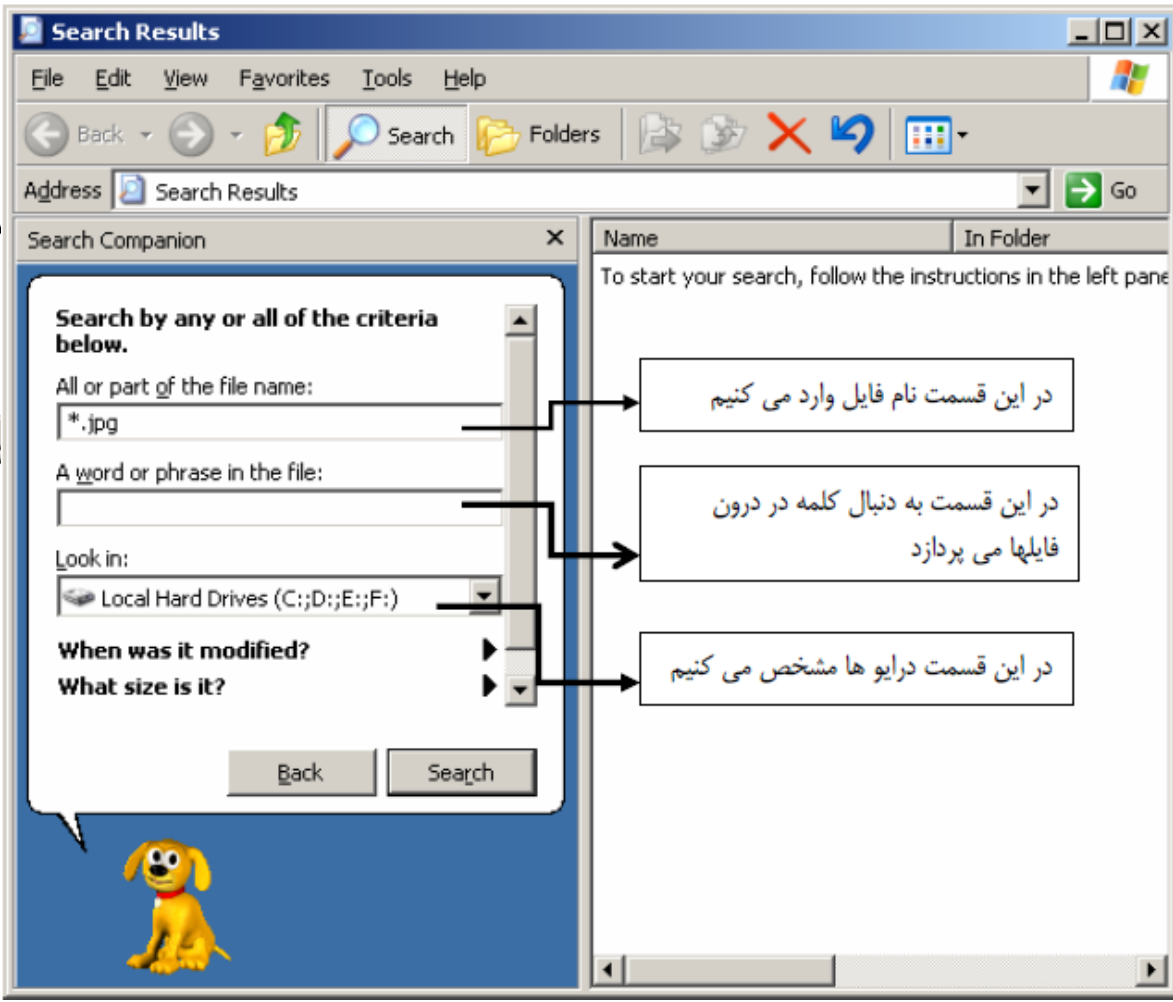 Search Results
File Edit View Favorites Tools Help
Back Search Folders
Address Search Results Go
Search Companion
Search by any or all of the criteria
below.
All or part of the file name:
*.jpg
A word or phrase in the file:
Look in:
Local Hard Drives (C:;D:;E:;F:)
When was it modified?
What size is it?
Back Search
Name In Folder
To start your search, follow the instructions in the left pane
در این قسمت نام فایل وارد می کنیم
در این قسمت به دنبال کلمه در درون
فایلها می پردازد
در این قسمت درایو ها مشخص می کنیم